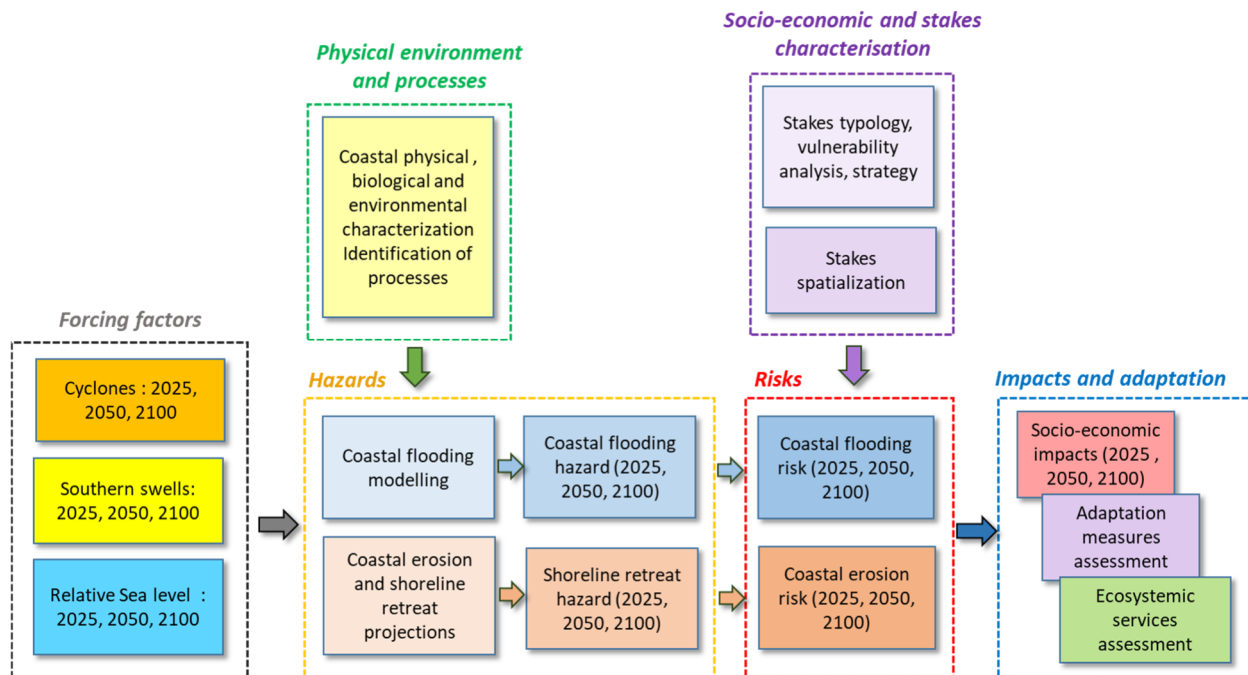 Socio-economic and stakes
characterisation
Physical environment
and processes
Stakes typology,
vulnerability
analysis, strategy
Stakes
spatialization
Coastal physical ,
biological and
environmental
characterization
Identification of
processes
Forcing factors
Cyclones : 2025,
2050, 2100
Southern swells:
2025, 2050, 2100
Relative Sea level :
2025, 2050, 2100
Hazards
Coastal flooding
modelling
Coastal flooding
hazard (2025,
2050, 2100)
Coastal erosion
and shoreline
retreat
projections
Shoreline retreat
hazard (2025,
2050, 2100)
Risks
Coastal flooding
risk (2025, 2050,
2100)
Coastal erosion
risk (2025, 2050,
2100)
Impacts and adaptation
Socio-economic
impacts (2025 ,
2050, 2100)
Adaptation
measures
assessment
Ecosystemic
services
assessment